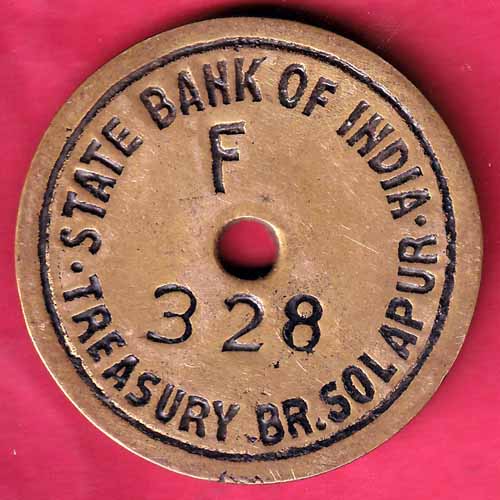 STATE BANK OF INDIA
F
328
TREASURY BR. SOLAPUR